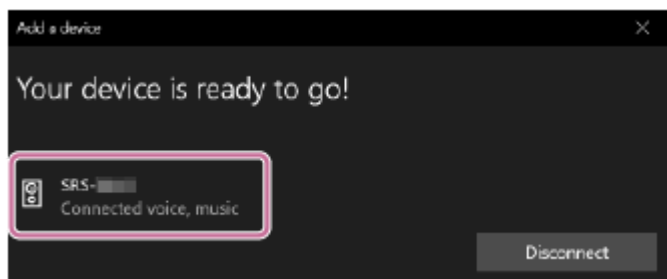 Add a device
Your device is ready to go!
SRS-
Connected voice, music
Disconnect